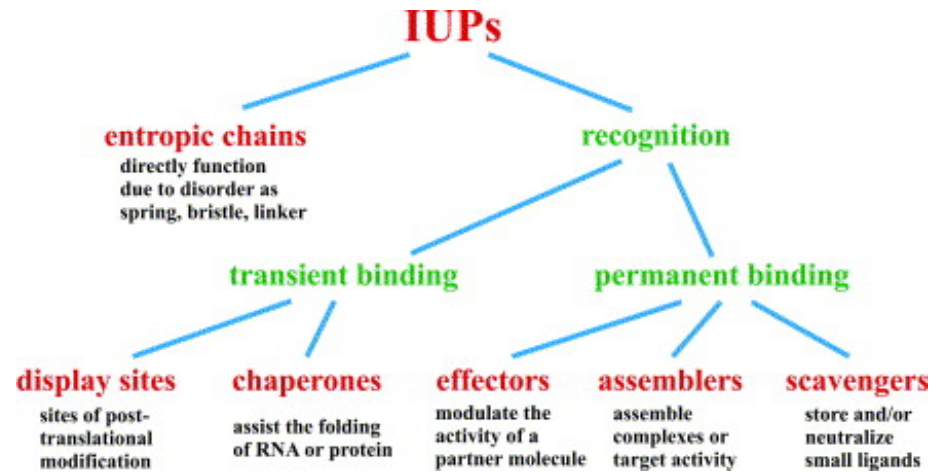 IUPs
entropic chains
directly function
due to disorder as
spring, bristle, linker
recognition
transient binding
permanent binding
display sites
sites of post-
translational
modification
chaperones
assist the folding
of RNA or protein
effectors
modulate the
activity of a
partner molecule
assemblers
assemble
complexes or
target activity
scavengers
store and/or
neutralize
small ligands